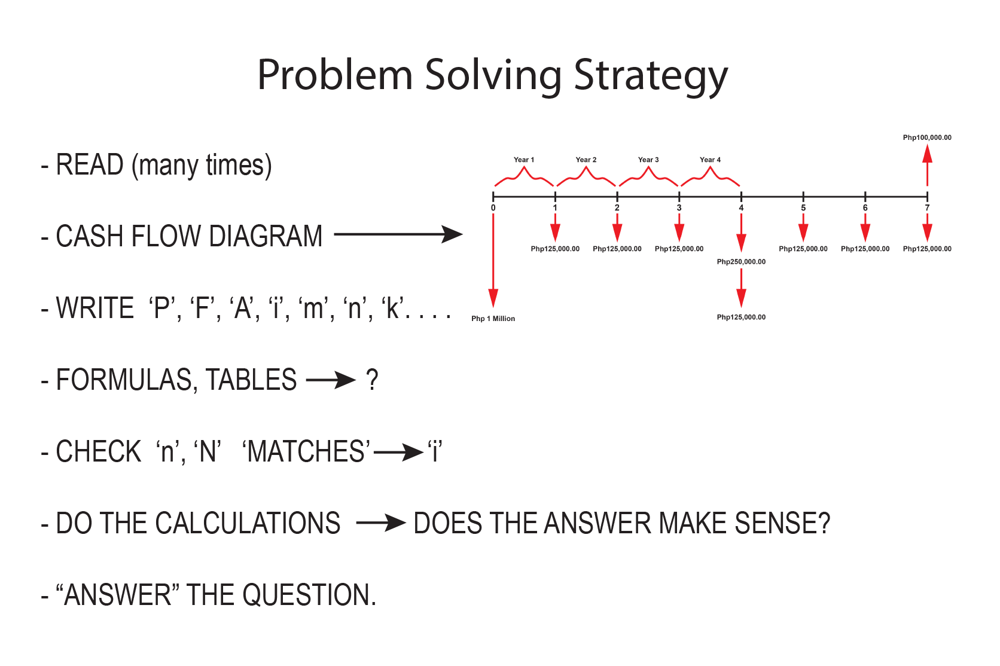 Problem Solving Strategy
- READ (many times)
- CASH FLOW DIAGRAM
- WRITE ‘P’, ‘F’, ‘A’, ‘i’, ‘m’, ‘n’, ‘k’. . . .
Php100,000.00
Year 1 Year 2 Year 3 Year 4
0 1 2 3 4 5 6 7
Php125,000.00 Php125,000.00 Php125,000.00 Php125,000.00 Php125,000.00 Php125,000.00
Php250,000.00
Php 1 Million Php125,000.00
- FORMULAS, TABLES ?
- CHECK ‘n’, ‘N’ ‘MATCHES’ ‘i’
- DO THE CALCULATIONS DOES THE ANSWER MAKE SENSE?
- “ANSWER” THE QUESTION.